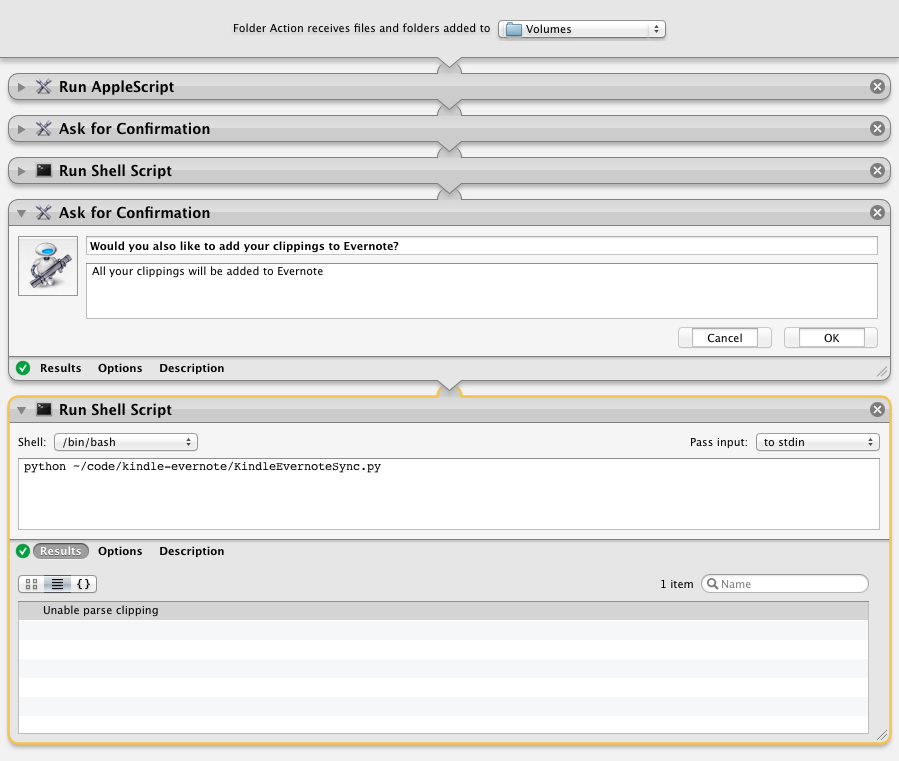 Folder Action receives files and folders added to Volumes
Run AppleScript
Ask for Confirmation
Run Shell Script
Ask for Confirmation
Would you also like to add your clippings to Evernote?
All your clippings will be added to Evernote
Cancel OK
Results Options Description
Run Shell Script
Shell: /bin/bash Pass input: to stdin
python ~/code/kindle-evernote/KindleEvernoteSync.py
Results Options Description
{} 1 item Name
Unable parse clipping